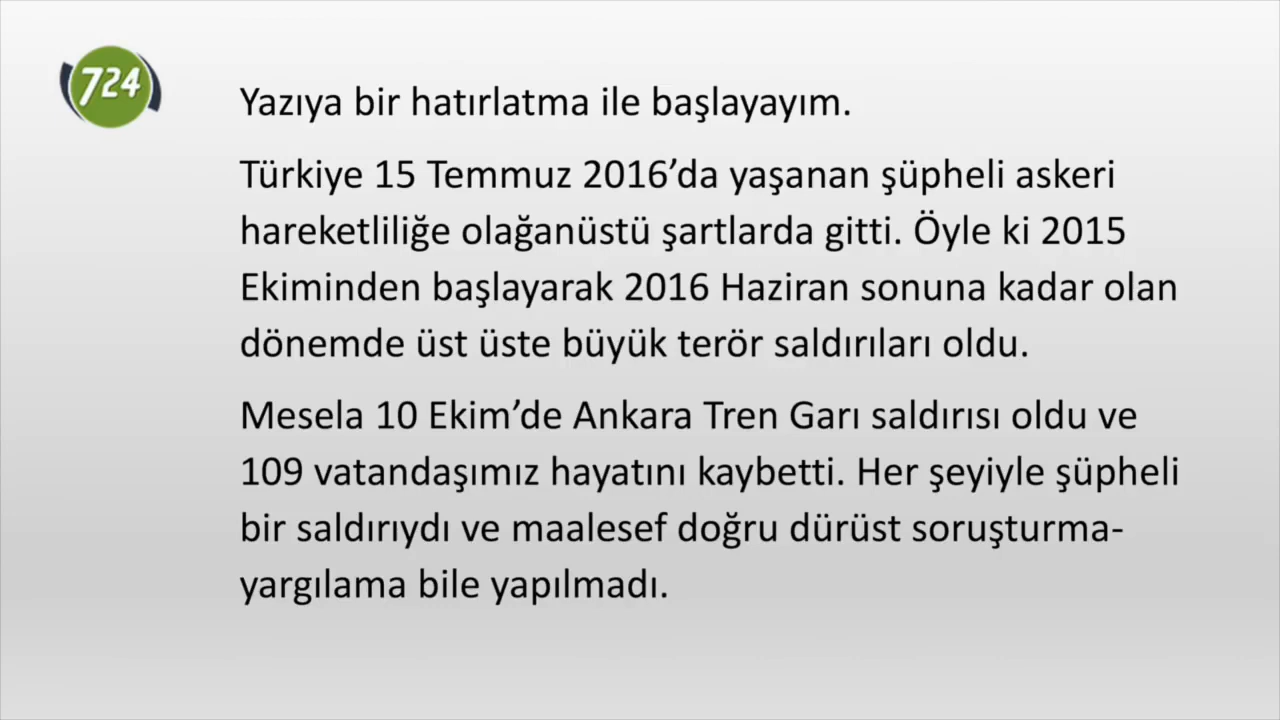 724
Yazıya bir hatırlatma ile başlayayım.
Türkiye 15 Temmuz 2016’da yaşanan şüpheli askeri
hareketliliğe olağanüstü şartlarda gitti. Öyle ki 2015
Ekiminden başlayarak 2016 Haziran sonuna kadar olan
dönemde üst üste büyük terör saldırıları oldu.
Mesela 10 Ekim’de Ankara Tren Garı saldırısı oldu ve
109 vatandaşımız hayatını kaybetti. Her şeyiyle şüpheli
bir saldırıydı ve maalesef doğru dürüst soruşturma-
yargılama bile yapılmadı.